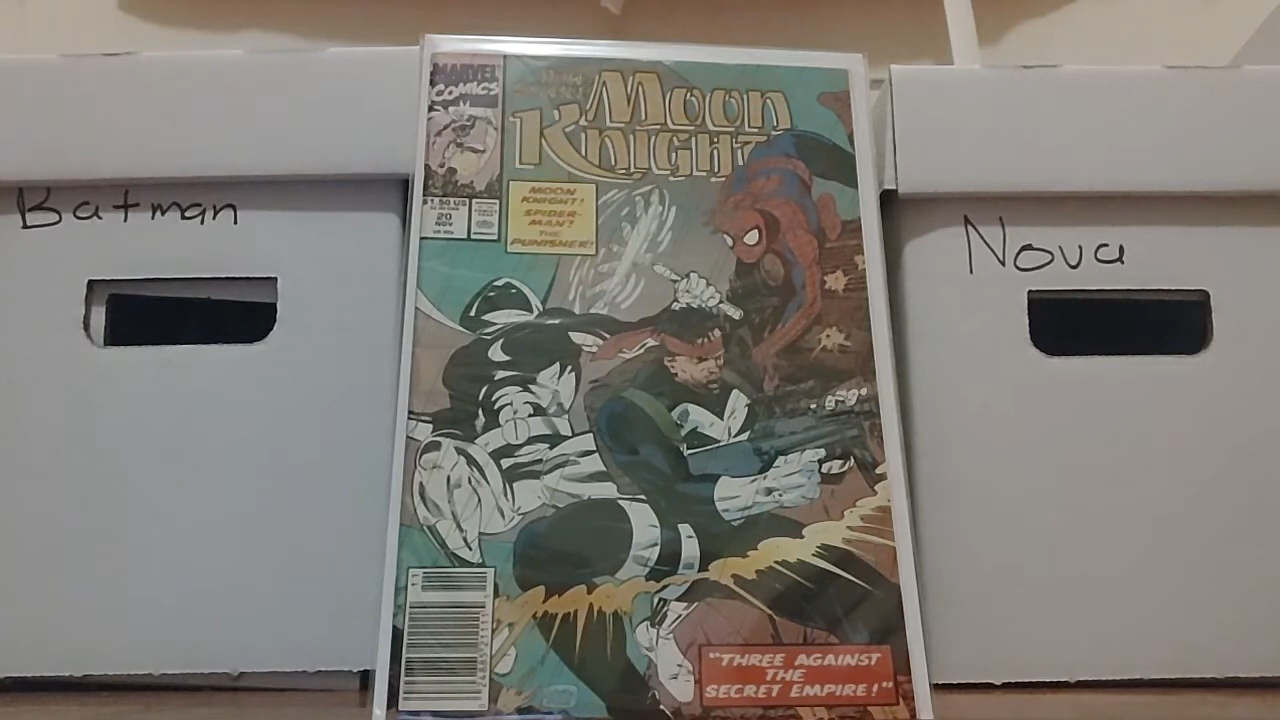 Batman
MARVEL
COMICS
$1.50 US
20
NOV
Moon
Knight
MOON
KNIGHT!
SPIDER-
MAN!
THE
PUNISHER!
Nova
11
"THREE AGAINST
THE
SECRET EMPIRE!"